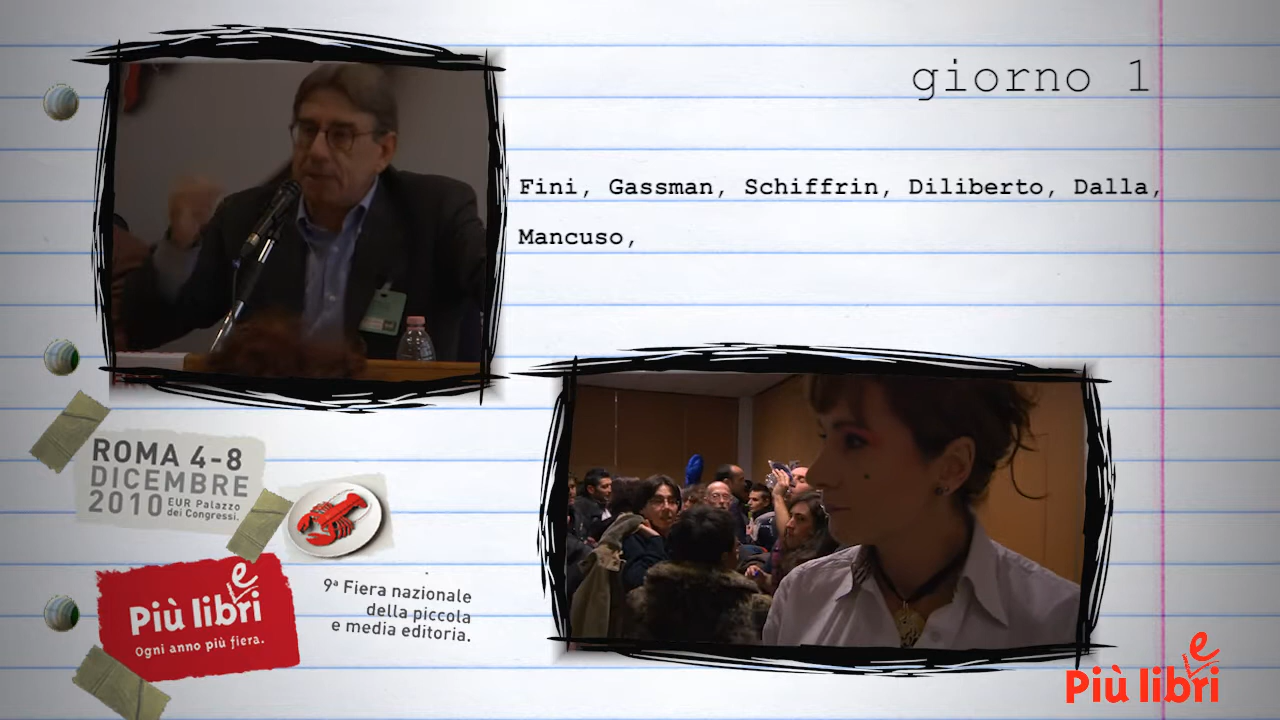 giorno 1
Fini, Gassman, Schiffrin, Diliberto, Dalla,
Mancuso,
ROMA 4-8
DICEMBRE
2010 EUR Palazzo
dei Congressi.
Più libri
e
Ogni anno più fiera.
9ª Fiera nazionale
della piccola
e media editoria.
Più libri
e